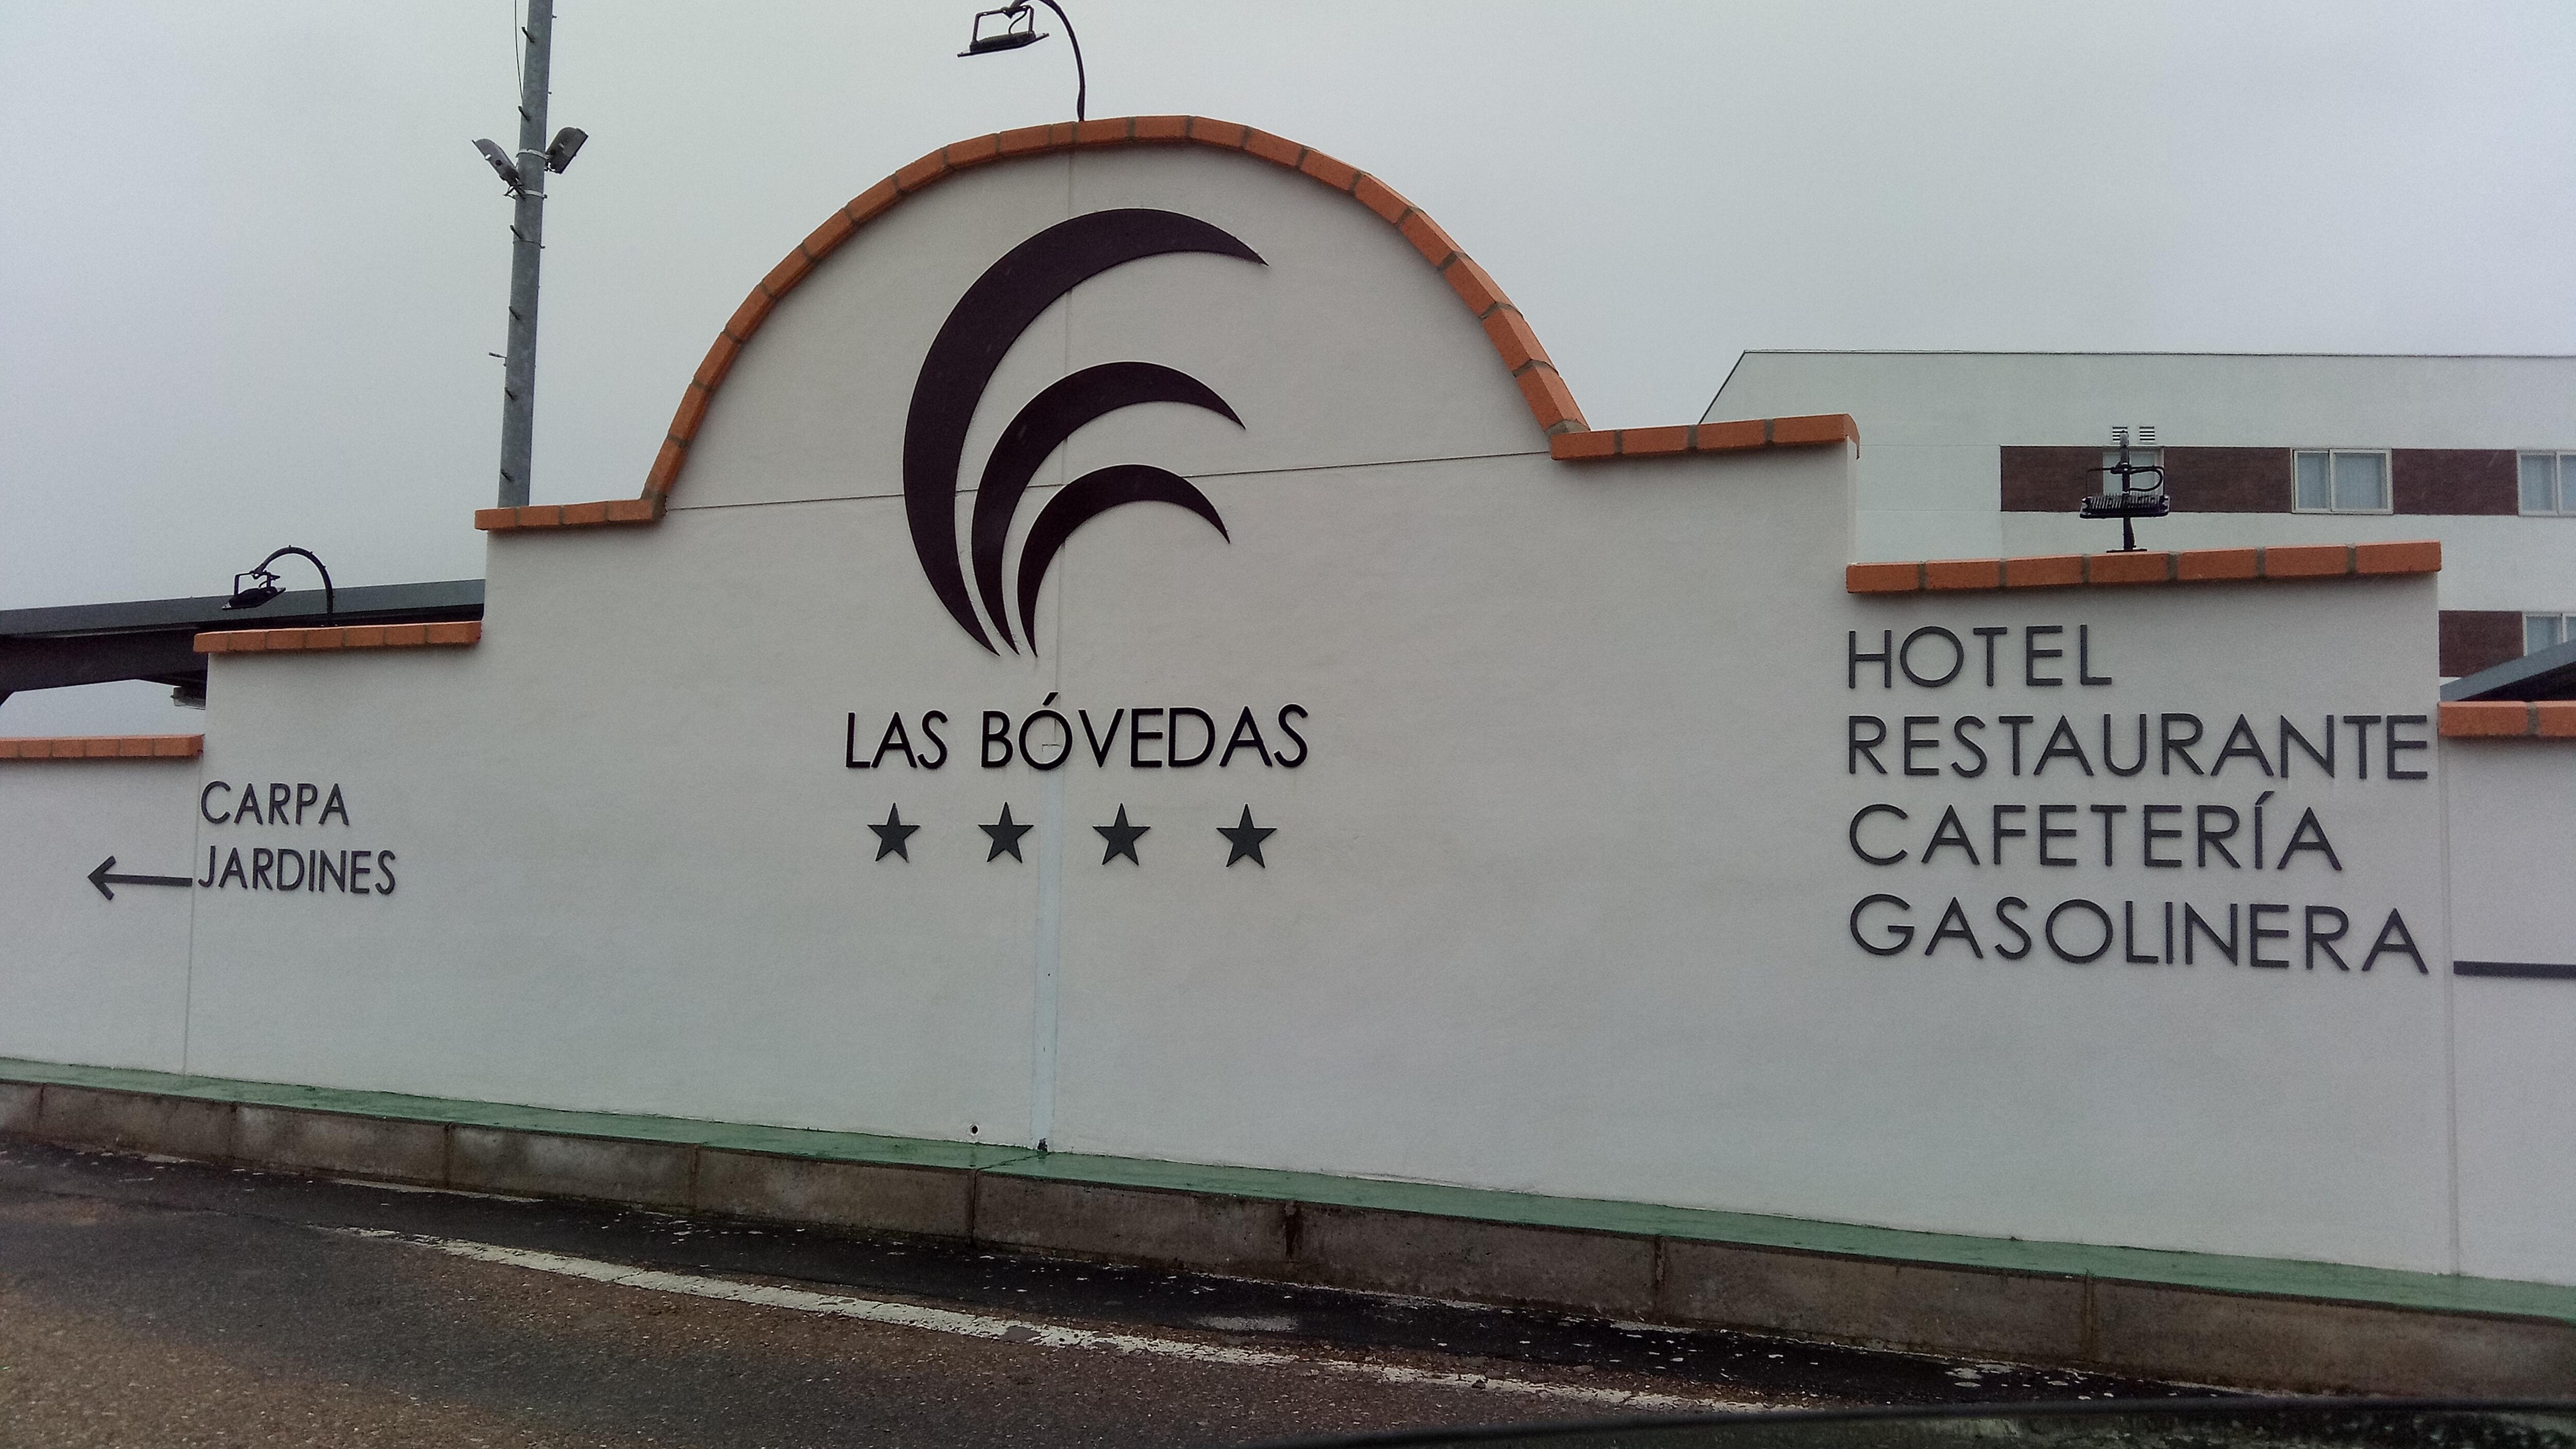 CARPA
JARDINES
LAS BÓVEDAS
HOTEL
RESTAURANTE
CAFETERÍA
GASOLINERA